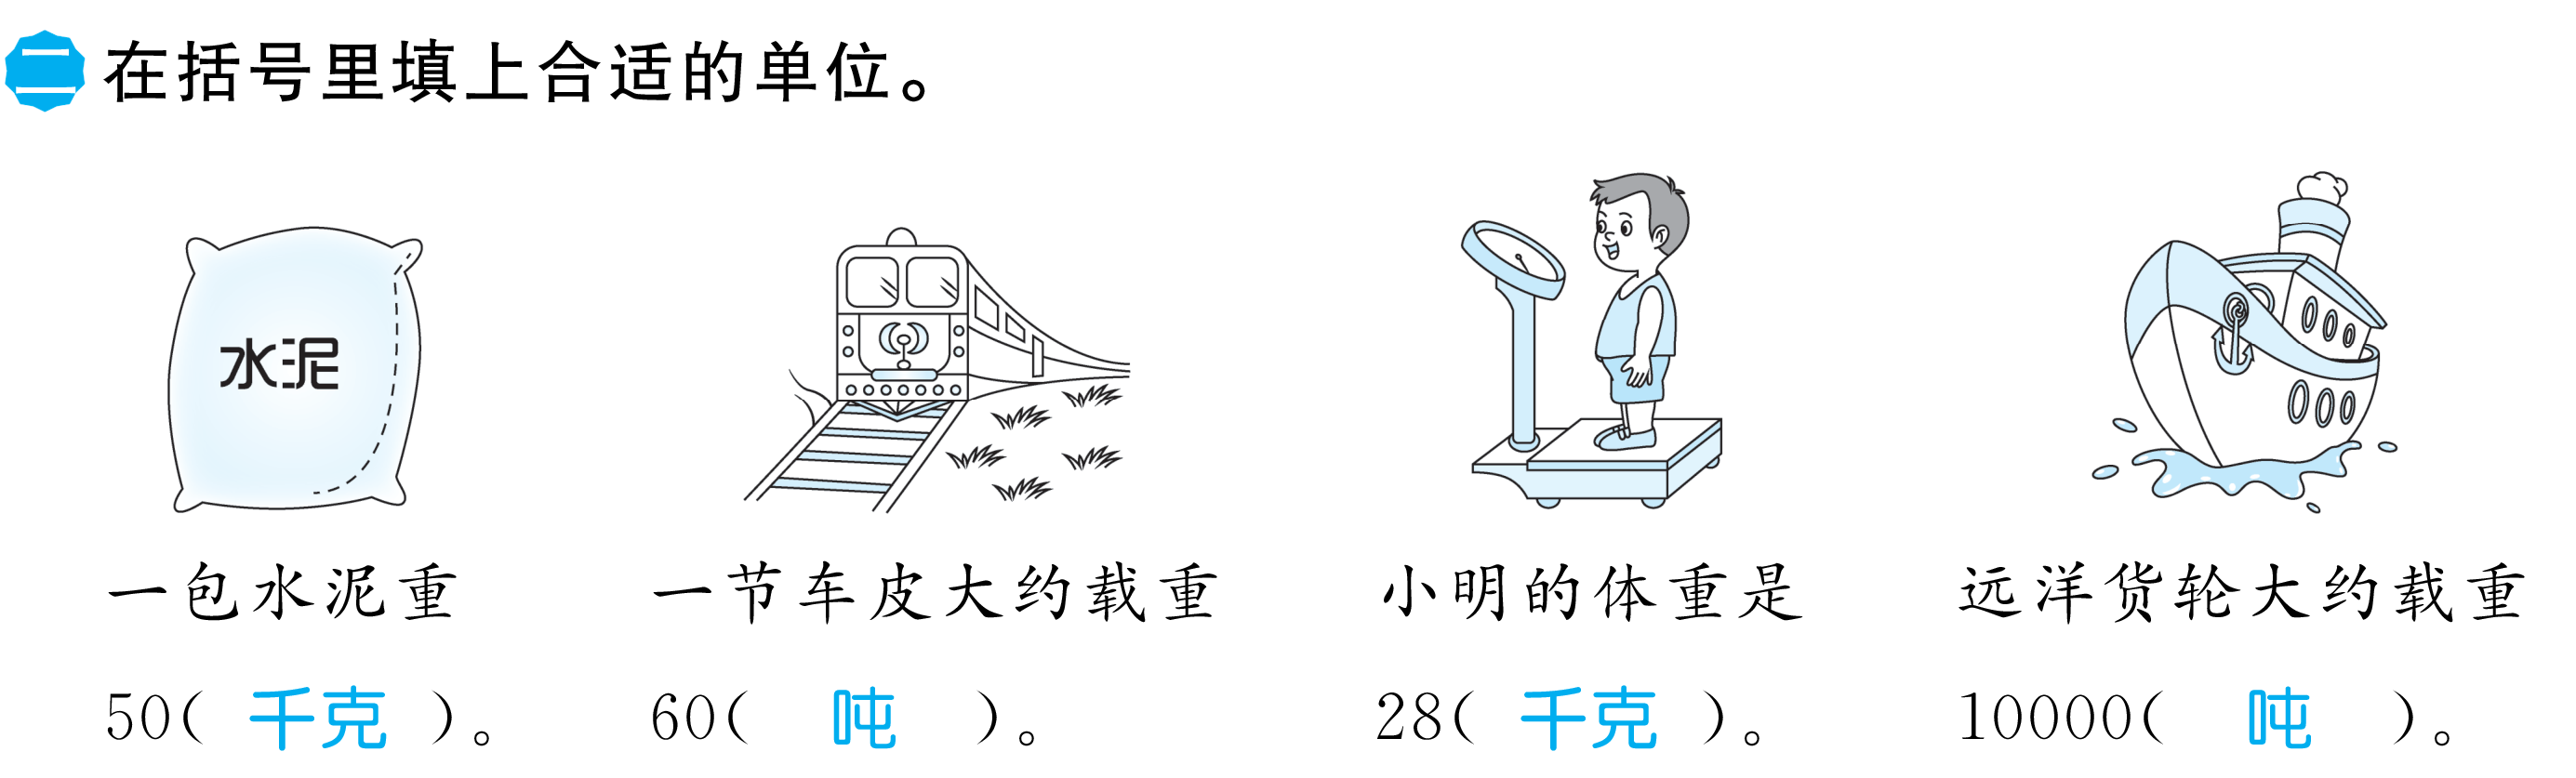 二 在括号里填上合适的单位。
水泥
一包水泥重 一节车皮大约载重 小明的体重是 远洋货轮大约载重
50( 千克 )。 60( 吨 )。 28( 千克 )。 10000( 吨 )。